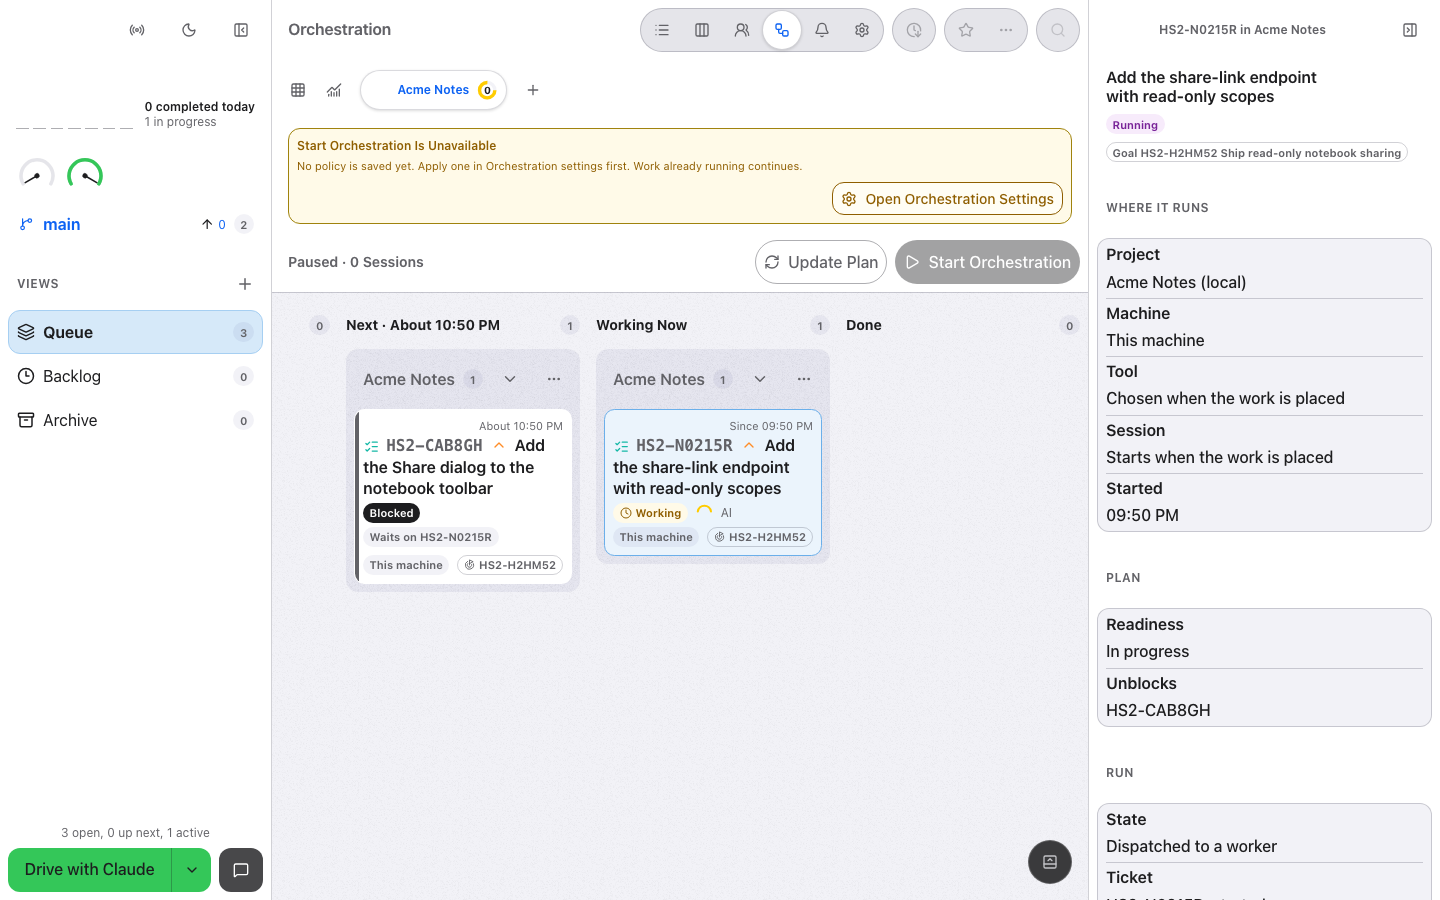 0 completed today
1 in progress
main
0
2
VIEWS
Queue
3
Backlog
0
Archive
0
3 open, 0 up next, 1 active
Drive with Claude
Orchestration
Acme Notes
0
Start Orchestration Is Unavailable
No policy is saved yet. Apply one in Orchestration settings first. Work already running continues.
Open Orchestration Settings
Paused · 0 Sessions
Update Plan
Start Orchestration
0
Next · About 10:50 PM
1
Working Now
1
Done
0
Acme Notes 1
About 10:50 PM
HS2-CAB8GH Add
the Share dialog to the
notebook toolbar
Blocked
Waits on HS2-N0215R
This machine
HS2-H2HM52
Acme Notes 1
Since 09:50 PM
HS2-N0215R Add
the share-link endpoint
with read-only scopes
Working
AI
This machine
HS2-H2HM52
HS2-N0215R in Acme Notes
Add the share-link endpoint
with read-only scopes
Running
Goal HS2-H2HM52 Ship read-only notebook sharing
WHERE IT RUNS
Project
Acme Notes (local)
Machine
This machine
Tool
Chosen when the work is placed
Session
Starts when the work is placed
Started
09:50 PM
PLAN
Readiness
In progress
Unblocks
HS2-CAB8GH
RUN
State
Dispatched to a worker
Ticket